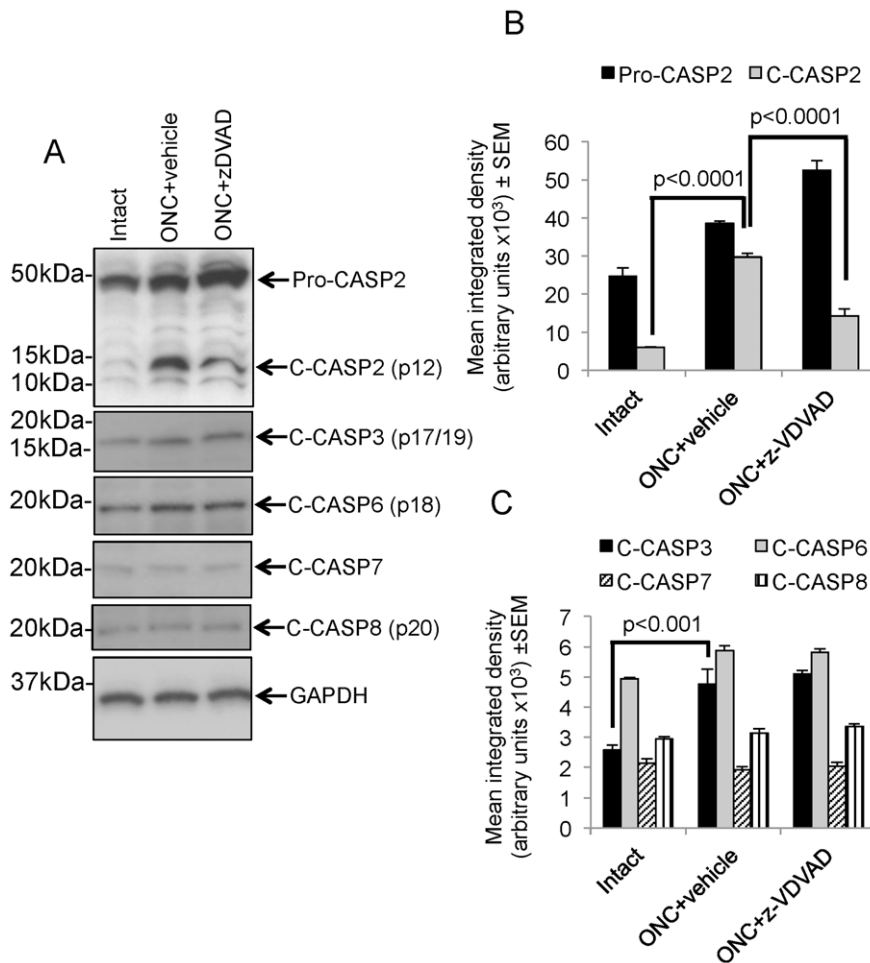 A
Intact
ONC+vehicle
ONC+zDVAD
50kDa-
Pro-CASP2
15kDa-
C-CASP2 (p12)
10kDa-
20kDa-
C-CASP3 (p17/19)
15kDa-
20kDa-
C-CASP6 (p18)
20kDa-
C-CASP7
20kDa-
C-CASP8 (p20)
37kDa-
GAPDH
B
Pro-CASP2 C-CASP2
Mean integrated density
(arbitrary units x10³) ± SEM
60
50
40
30
20
10
0
p<0.0001
p<0.0001
Intact
ONC+vehicle
ONC+z-VDVAD
C
C-CASP3 C-CASP6
C-CASP7 C-CASP8
Mean integrated density
(arbitrary units x10³) ±SEM
7
6
5
4
3
2
1
0
p<0.001
Intact
ONC+vehicle
ONC+z-VDVAD